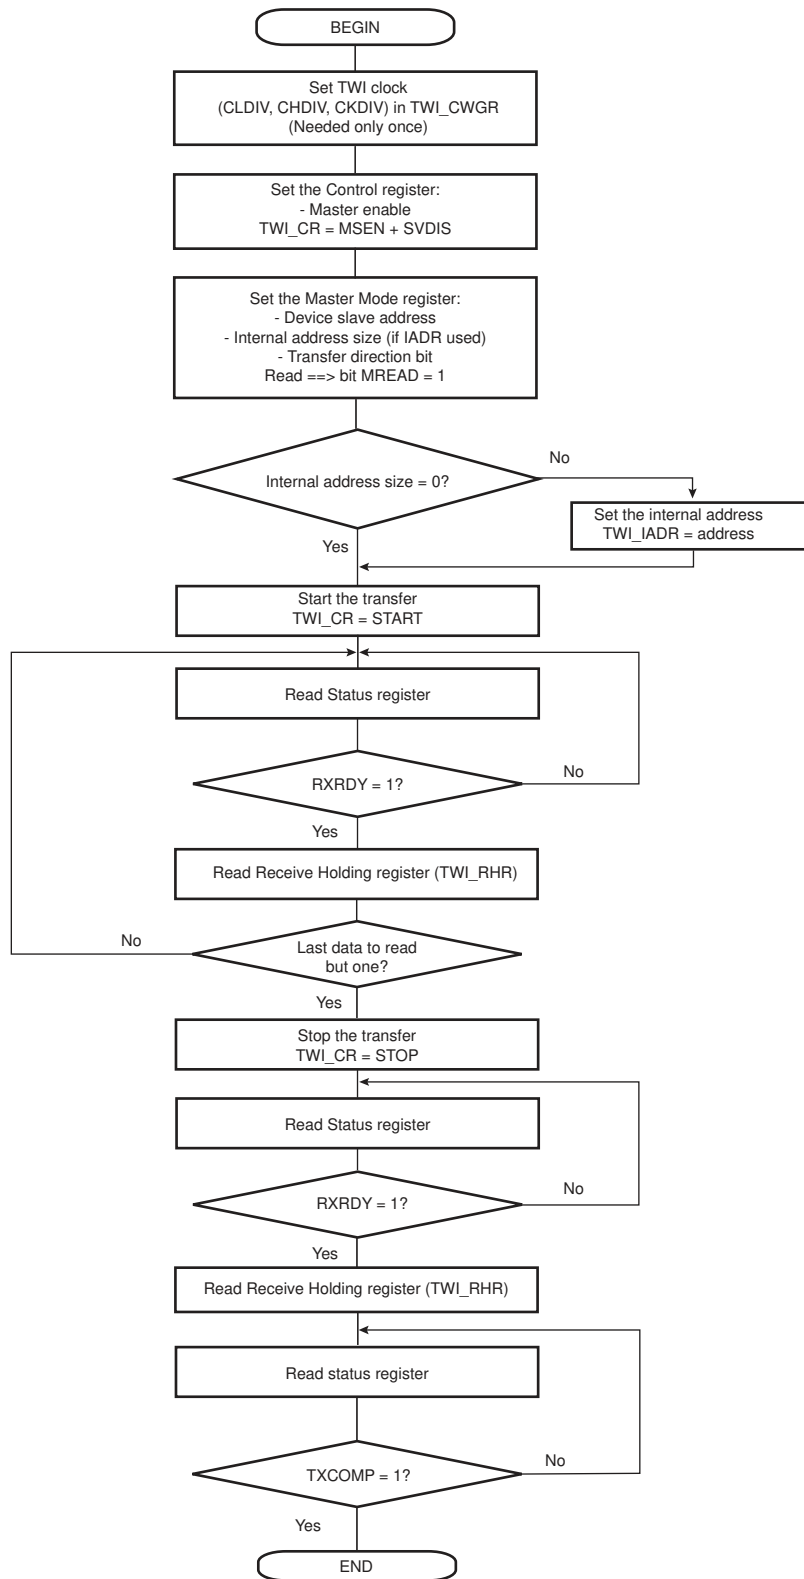 BEGIN
Set TWI clock
(CLDIV, CHDIV, CKDIV) in TWI_CWGR
(Needed only once)
Set the Control register:
- Master enable
TWI_CR = MSEN + SVDIS
Set the Master Mode register:
- Device slave address
- Internal address size (if IADR used)
- Transfer direction bit
Read ==> bit MREAD = 1
Internal address size = 0?
No
Set the internal address
TWI_IADR = address
Yes
Start the transfer
TWI_CR = START
Read Status register
RXRDY = 1?
No
Yes
Read Receive Holding register (TWI_RHR)
No
Last data to read
but one?
Yes
Stop the transfer
TWI_CR = STOP
Read Status register
RXRDY = 1?
No
Yes
Read Receive Holding register (TWI_RHR)
Read status register
TXCOMP = 1?
No
Yes
END